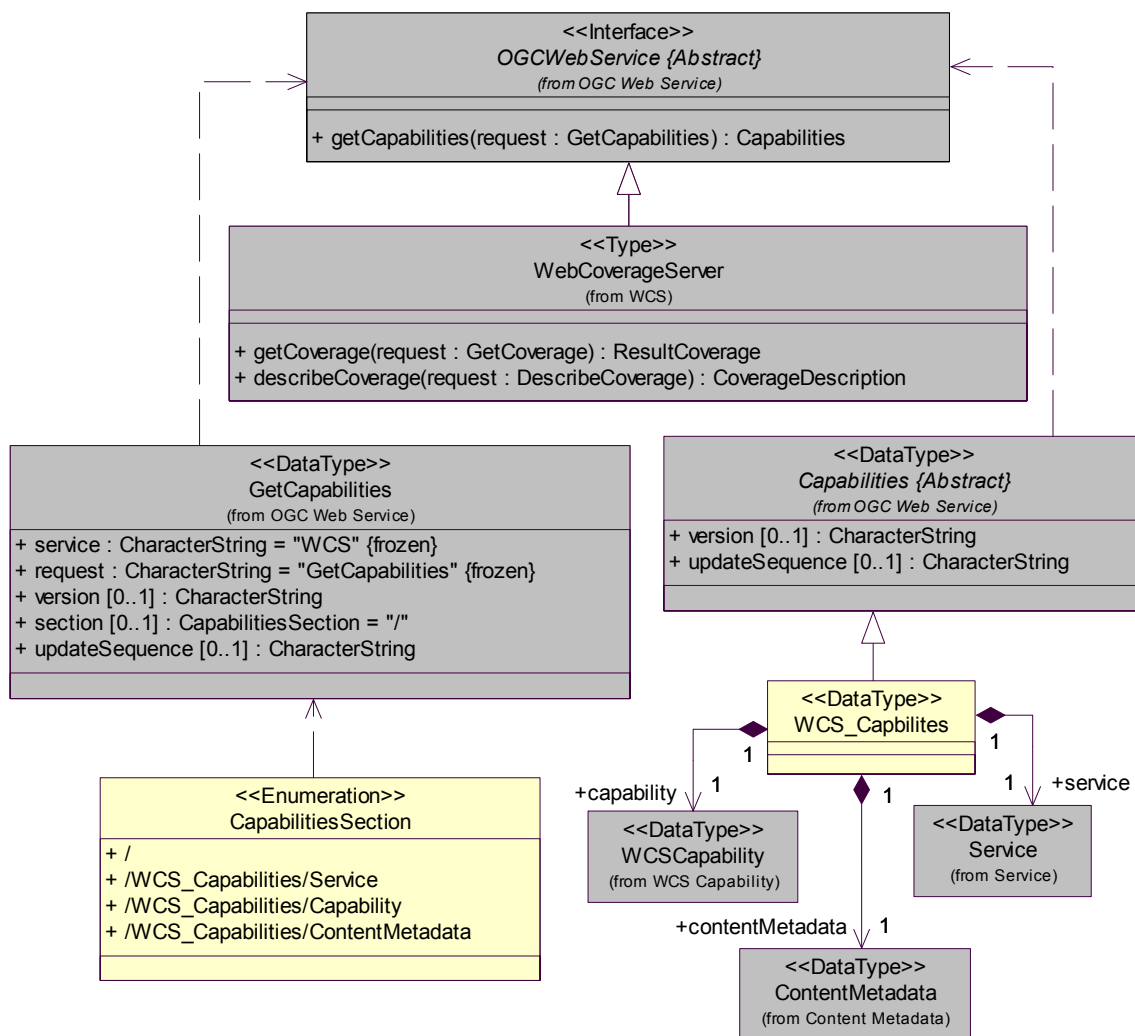 <<Interface>>
OGCWebService {Abstract}
(from OGC Web Service)
+ getCapabilities(request : GetCapabilities) : Capabilities
<<Type>>
WebCoverageServer
(from WCS)
+ getCoverage(request : GetCoverage) : ResultCoverage
+ describeCoverage(request : DescribeCoverage) : CoverageDescription
<<DataType>>
GetCapabilities
(from OGC Web Service)
+ service : CharacterString = "WCS" {frozen}
+ request : CharacterString = "GetCapabilities" {frozen}
+ version [0..1] : CharacterString
+ section [0..1] : CapabilitiesSection = "/"
+ updateSequence [0..1] : CharacterString
<<DataType>>
Capabilities {Abstract}
(from OGC Web Service)
+ version [0..1] : CharacterString
+ updateSequence [0..1] : CharacterString
<<Enumeration>>
CapabilitiesSection
+ /
+ /WCS_Capabilities/Service
+ /WCS_Capabilities/Capability
+ /WCS_Capabilities/ContentMetadata
<<DataType>>
WCS_Capbilites
1
1
1
+capability
1
1
+service
<<DataType>>
WCSCapability
(from WCS Capability)
<<DataType>>
Service
(from Service)
+contentMetadata
1
<<DataType>>
ContentMetadata
(from Content Metadata)